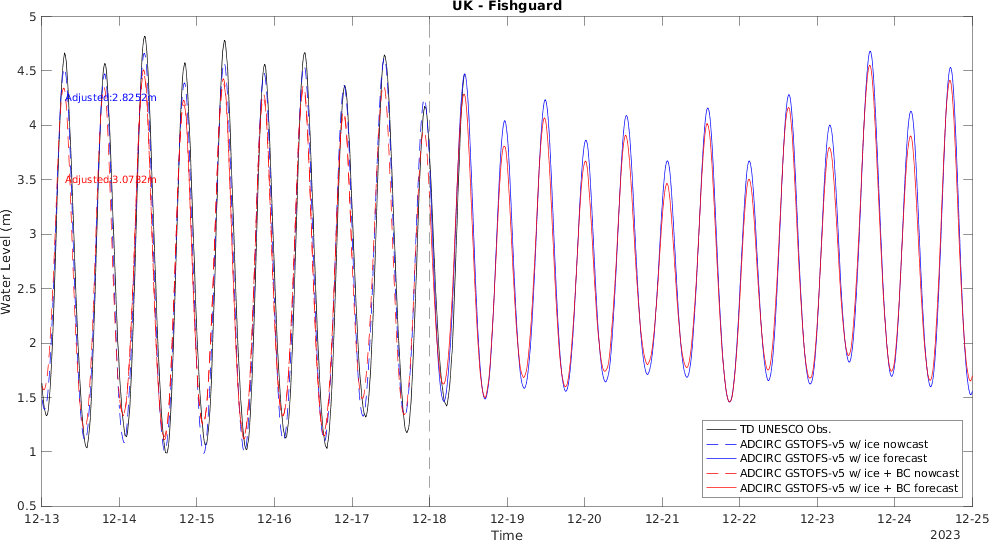 UK - Fishguard
5
4.5
4
3.5
3
2.5
2
1.5
1
0.5
Water Level (m)
Adjusted:2.8252m
Adjusted:3.0782m
TD UNESCO Obs.
ADCIRC GSTOFS-v5 w/ ice nowcast
ADCIRC GSTOFS-v5 w/ ice forecast
ADCIRC GSTOFS-v5 w/ ice + BC nowcast
ADCIRC GSTOFS-v5 w/ ice + BC forecast
12-13 12-14 12-15 12-16 12-17 12-18 12-19 12-20 12-21 12-22 12-23 12-24 12-25
Time
2023